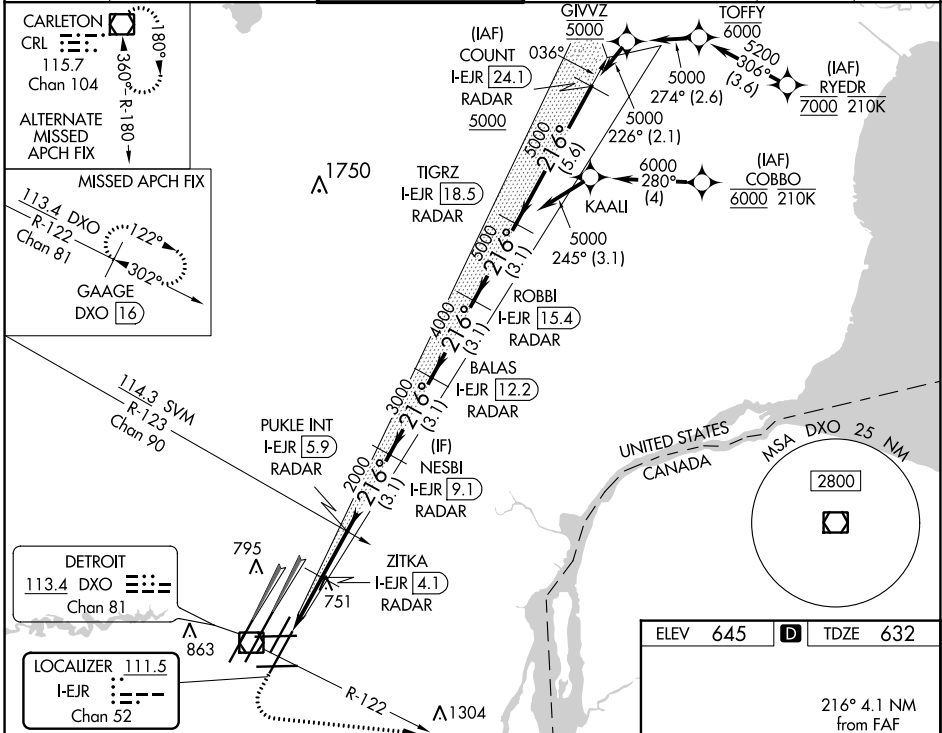 CARLETON
CRL
115.7
Chan 104
180°
360°
R-180
ALTERNATE
MISSED
APCH FIX
MISSED APCH FIX
113.4 DXO
R-122
Chan 81
122°
302°
GAAGE
DXO 16
1750
(IAF)
COUNT
I-EJR 24.1
RADAR
5000
036°
GIVVZ
5000
TOFFY
6000
5200
306°
(3.6)
(IAF)
RYEDR
7000 210K
5000
274° (2.6)
5000
226° (2.1)
5000
216°
(5.6)
6000
280°
(4)
(IAF)
COBBO
6000 210K
KAALI
5000
245° (3.1)
TIGRZ
I-EJR 18.5
RADAR
5000
216°
(3.1)
ROBBI
I-EJR 15.4
RADAR
4000
216°
(3.1)
BALAS
I-EJR 12.2
RADAR
3000
216°
(3.1)
(IF)
NESBI
I-EJR 9.1
RADAR
2000
216°
(3.1)
PUKLE INT
I-EJR 5.9
RADAR
114.3 SVM
R-123
Chan 90
ZITKA
I-EJR 4.1
RADAR
795
751
863
1304
R-122
DETROIT
113.4 DXO
Chan 81
LOCALIZER 111.5
I-EJR
Chan 52
UNITED STATES
CANADA
MSA DXO 25 NM
2800
ELEV 645 D TDZE 632
216° 4.1 NM
from FAF